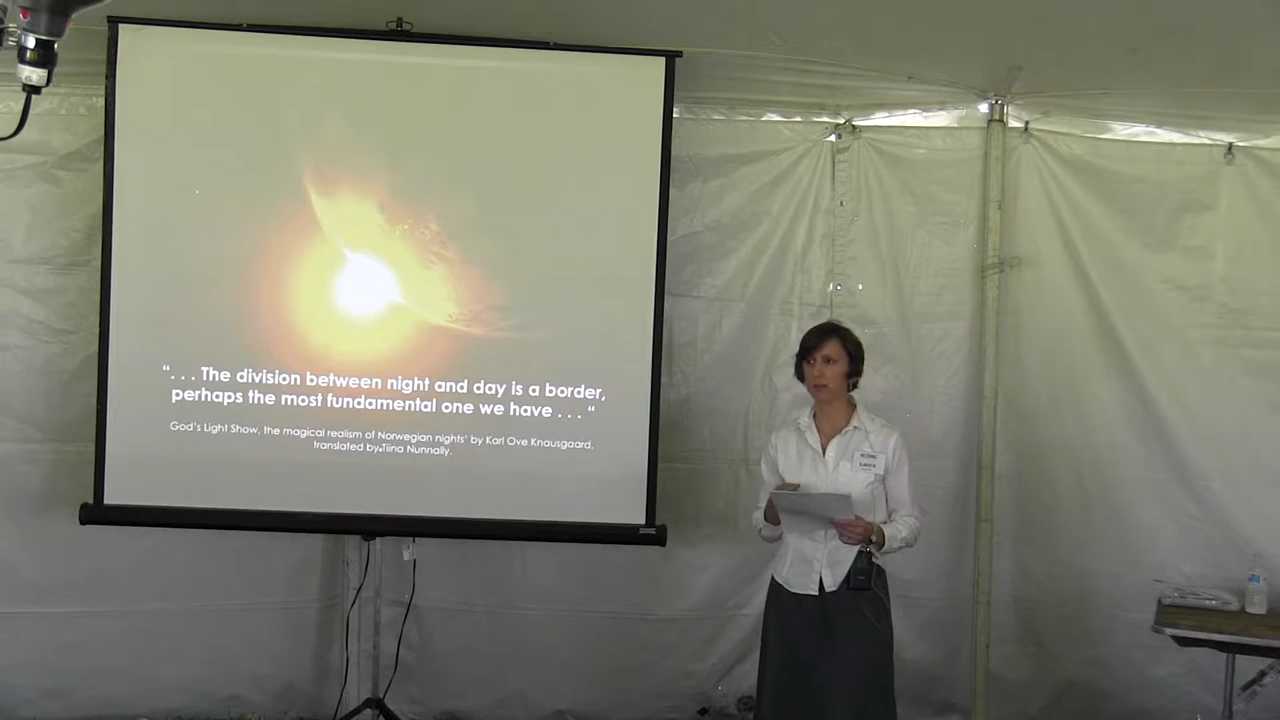 “. . . The division between night and day is a border,
perhaps the most fundamental one we have . . . “
God's Light Show, the magical realism of Norwegian nights' by Karl Ove Knausgaard,
translated by Tiina Nunnally.
Laura